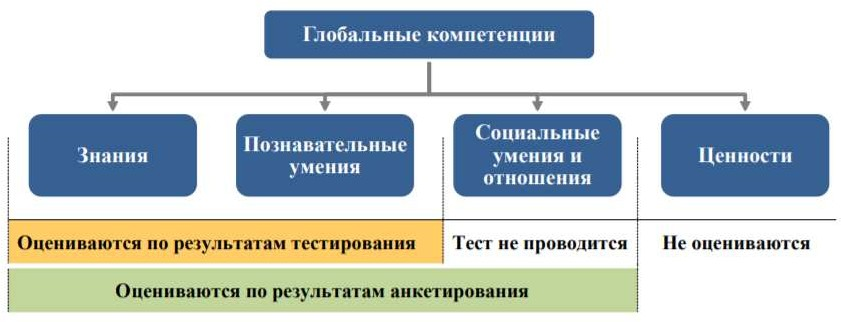 Глобальные компетенции
Знания
Познавательные
умения
Социальные
умения и
отношения
Ценности
Оцениваются по результатам тестирования
Тест не проводится
Не оцениваются
Оцениваются по результатам анкетирования